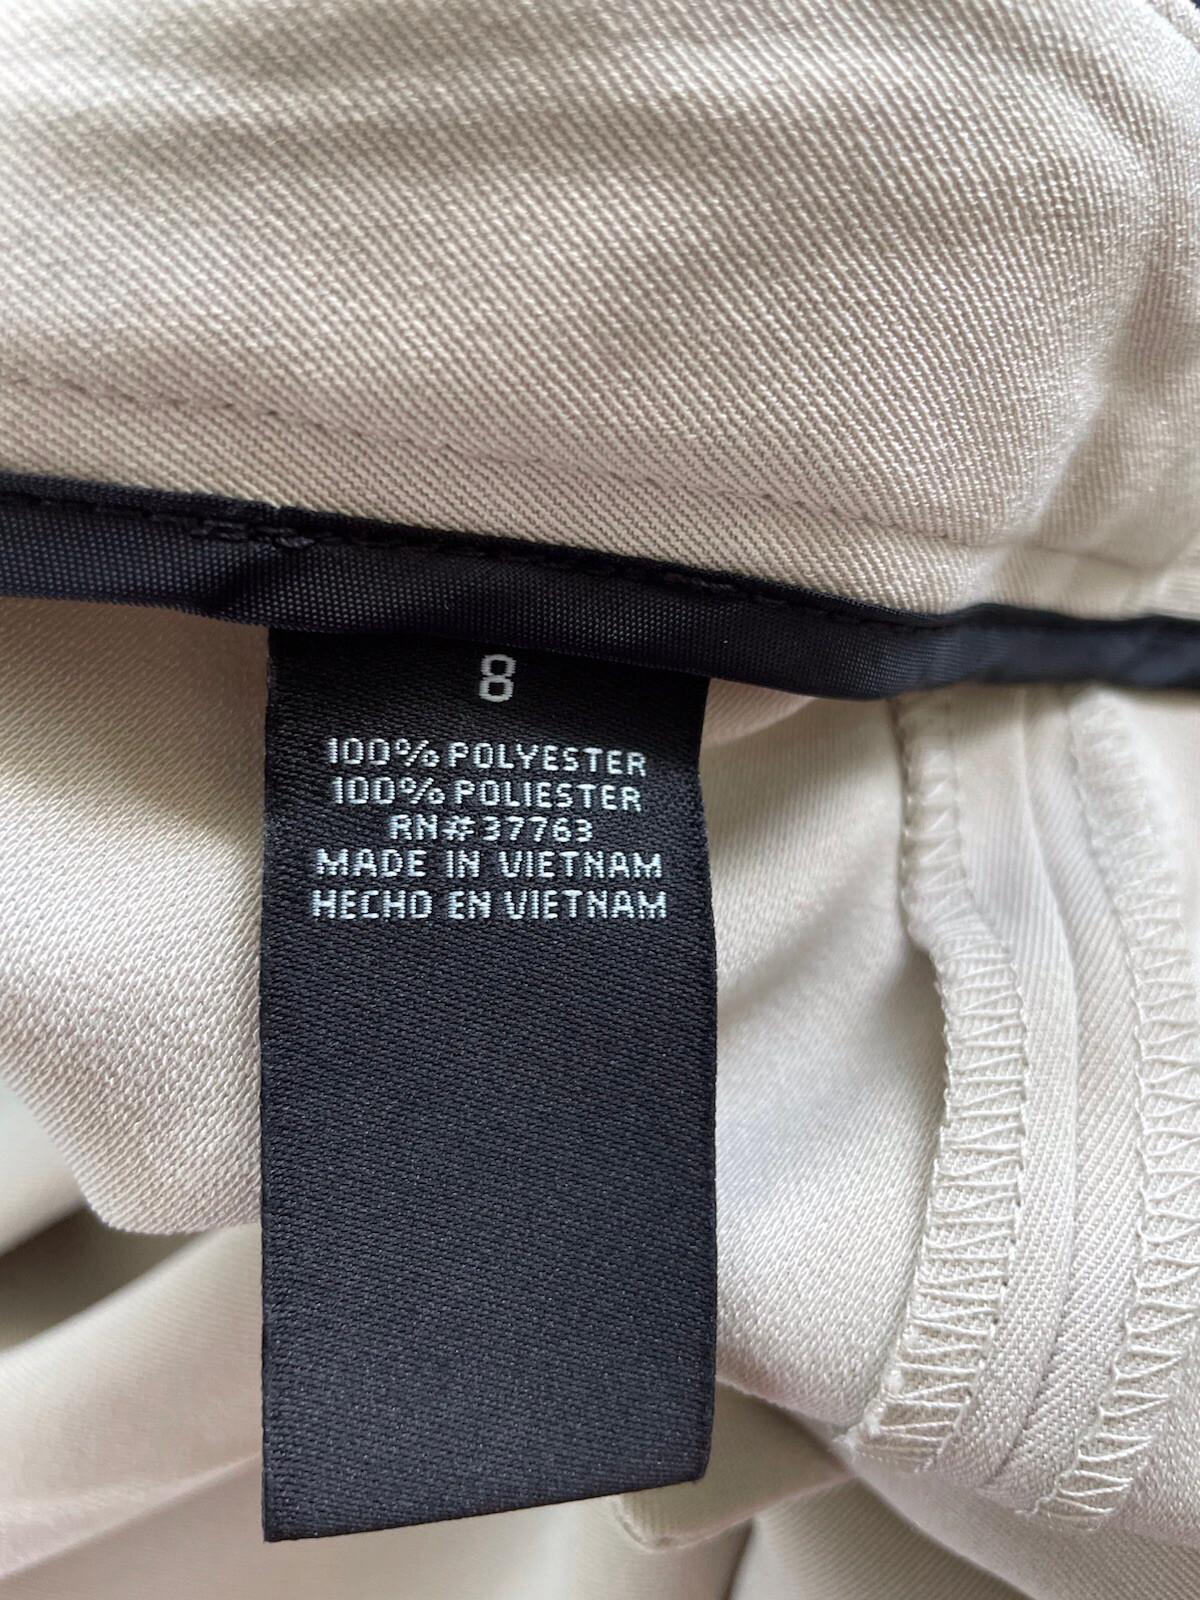 8
100% POLYESTER
100% POLIESTER
RN#37763
MADE IN VIETNAM
HECHO EN VIETNAM